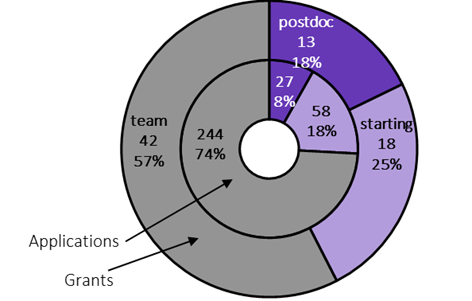 postdoc
13
18%
27
8%
58
18%
starting
18
25%
team
42
57%
244
74%
Applications
Grants